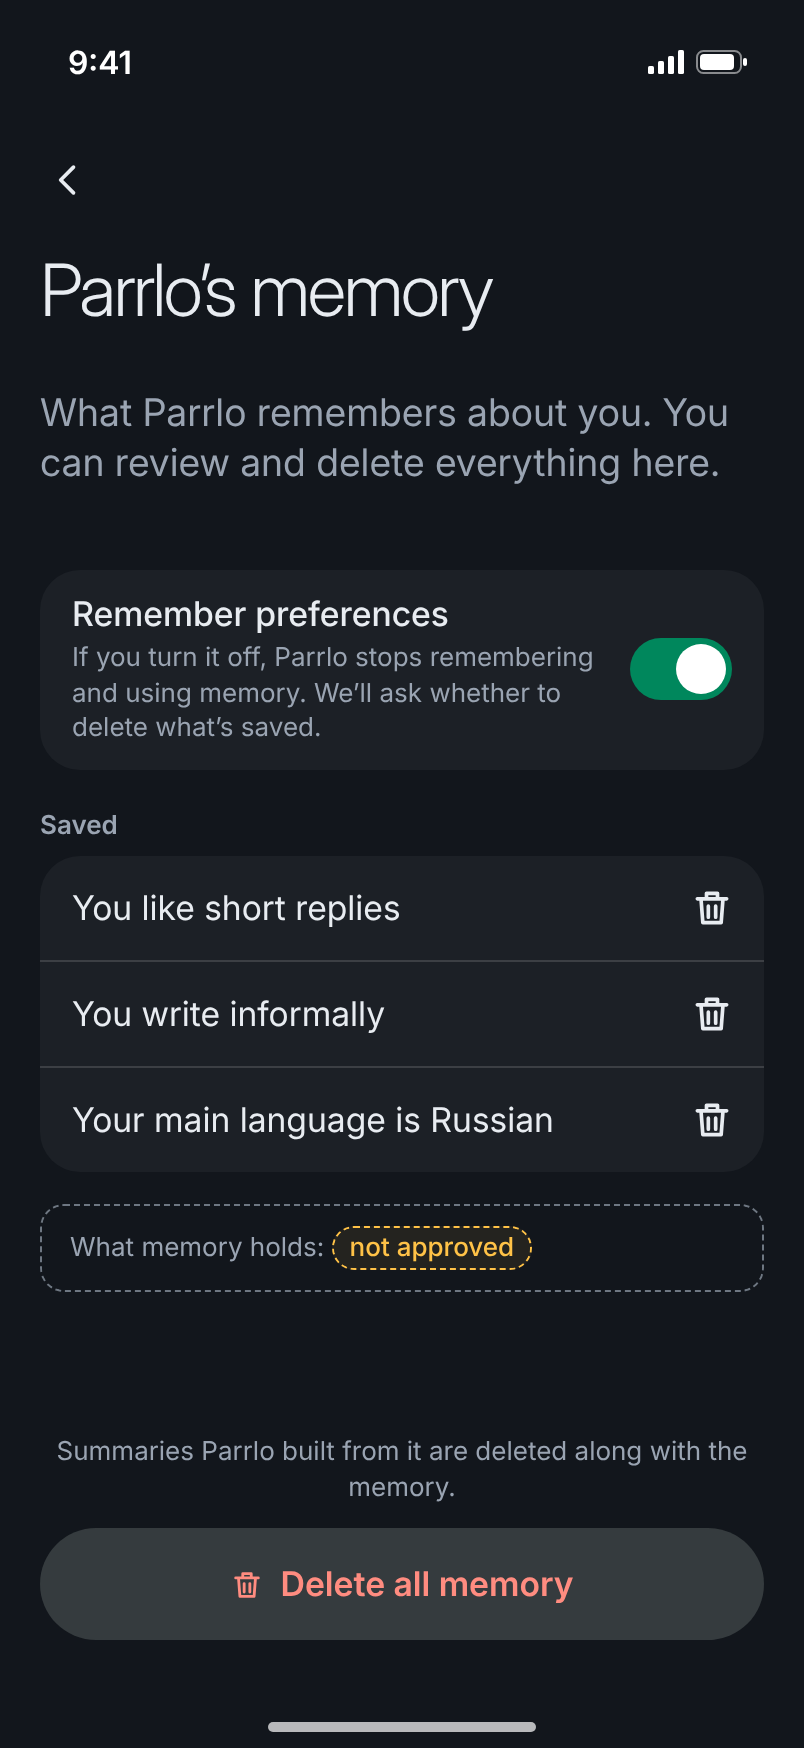 9:41
Parrlo’s memory
What Parrlo remembers about you. You
can review and delete everything here.
Remember preferences
If you turn it off, Parrlo stops remembering
and using memory. We’ll ask whether to
delete what’s saved.
Saved
You like short replies
You write informally
Your main language is Russian
What memory holds: not approved
Summaries Parrlo built from it are deleted along with the
memory.
Delete all memory